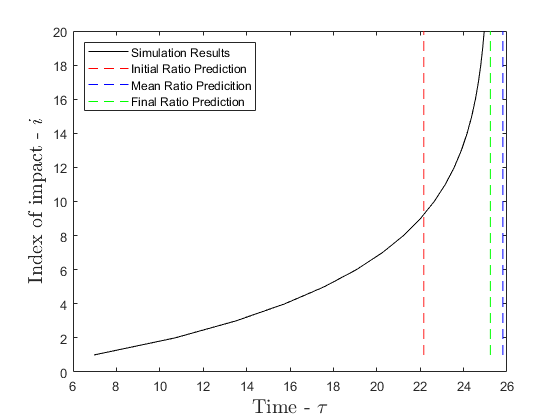 20
18
16
14
12
10
8
6
4
2
0
Index of impact - i
Simulation Results
Initial Ratio Prediction
Mean Ratio Predicition
Final Ratio Prediction
6 8 10 12 14 16 18 20 22 24 26
Time - τ